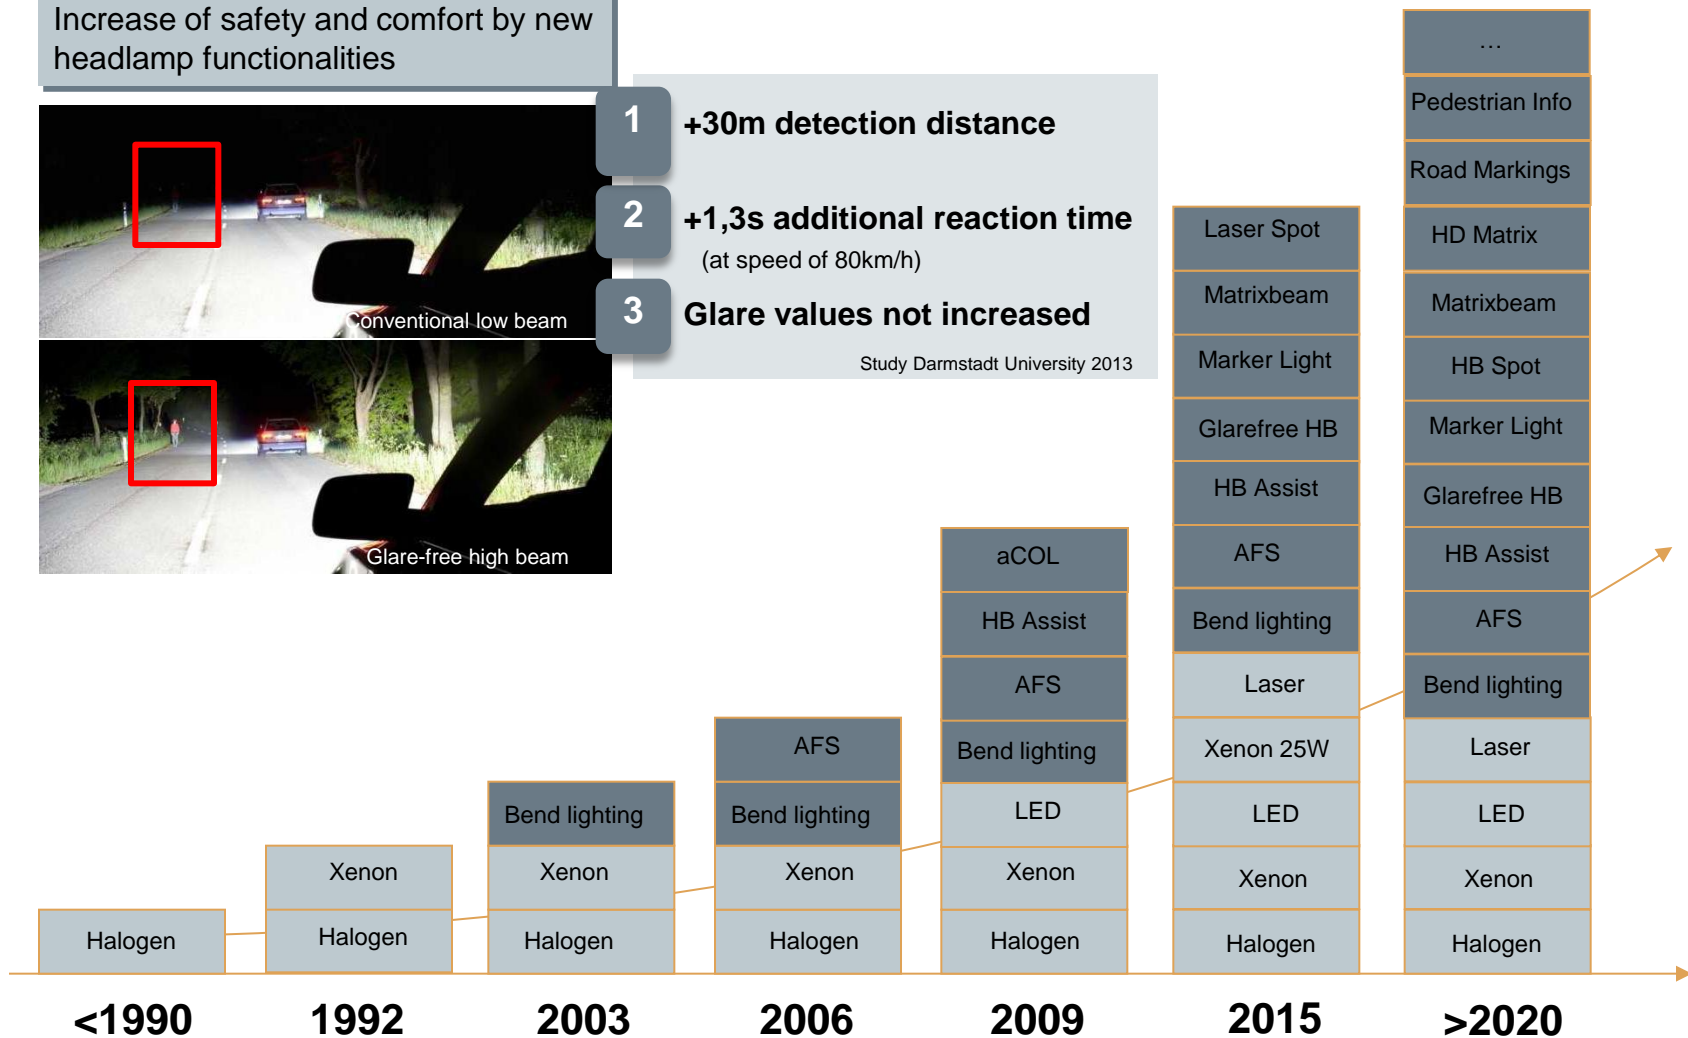 Increase of safety and comfort by new
headlamp functionalities
Conventional low beam
Glare-free high beam
1
+30m detection distance
2
+1,3s additional reaction time
(at speed of 80km/h)
3
Glare values not increased
Study Darmstadt University 2013
Halogen
<1990
Xenon
Halogen
1992
Bend lighting
Xenon
Halogen
2003
AFS
Bend lighting
Xenon
Halogen
2006
aCOL
HB Assist
AFS
Bend lighting
LED
Xenon
Halogen
2009
Laser Spot
Matrixbeam
Marker Light
Glarefree HB
HB Assist
AFS
Bend lighting
Laser
Xenon 25W
LED
Xenon
Halogen
2015
…
Pedestrian Info
Road Markings
HD Matrix
Matrixbeam
HB Spot
Marker Light
Glarefree HB
HB Assist
AFS
Bend lighting
Laser
LED
Xenon
Halogen
>2020